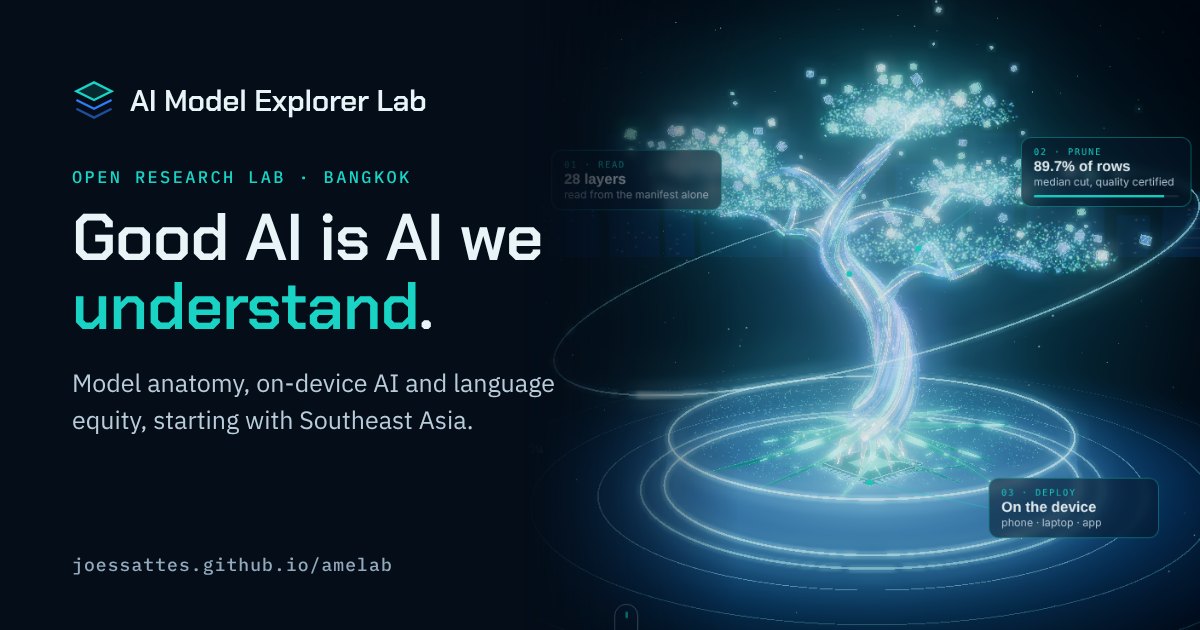 AI Model Explorer Lab
OPEN RESEARCH LAB · BANGKOK
Good AI is AI we
understand.
Model anatomy, on-device AI and language
equity, starting with Southeast Asia.
joessattes.github.io/amelab
01 · READ
28 layers
read from the manifest alone
02 · PRUNE
89.7% of rows
median cut, quality certified
03 · DEPLOY
On the device
phone · laptop · app